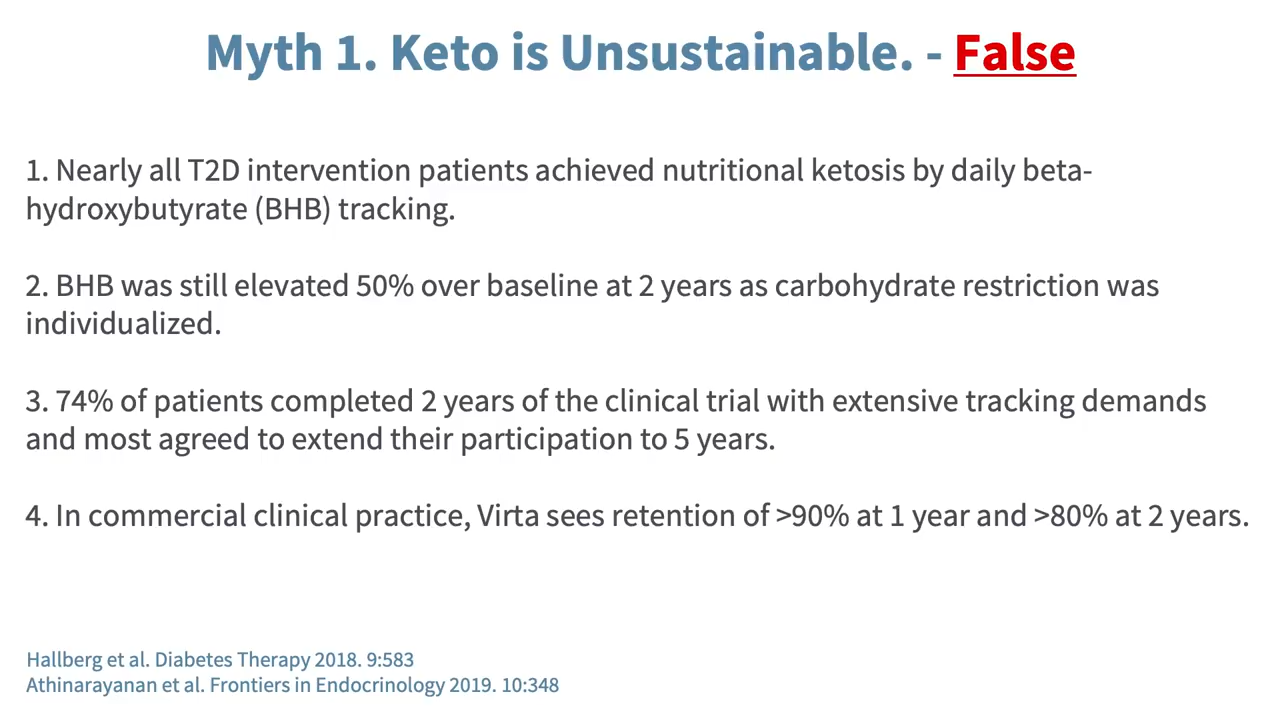 Myth 1. Keto is Unsustainable. - False
1. Nearly all T2D intervention patients achieved nutritional ketosis by daily beta-
hydroxybutyrate (BHB) tracking.
2. BHB was still elevated 50% over baseline at 2 years as carbohydrate restriction was
individualized.
3. 74% of patients completed 2 years of the clinical trial with extensive tracking demands
and most agreed to extend their participation to 5 years.
4. In commercial clinical practice, Virta sees retention of >90% at 1 year and >80% at 2 years.
Hallberg et al. Diabetes Therapy 2018. 9:583
Athinarayanan et al. Frontiers in Endocrinology 2019. 10:348